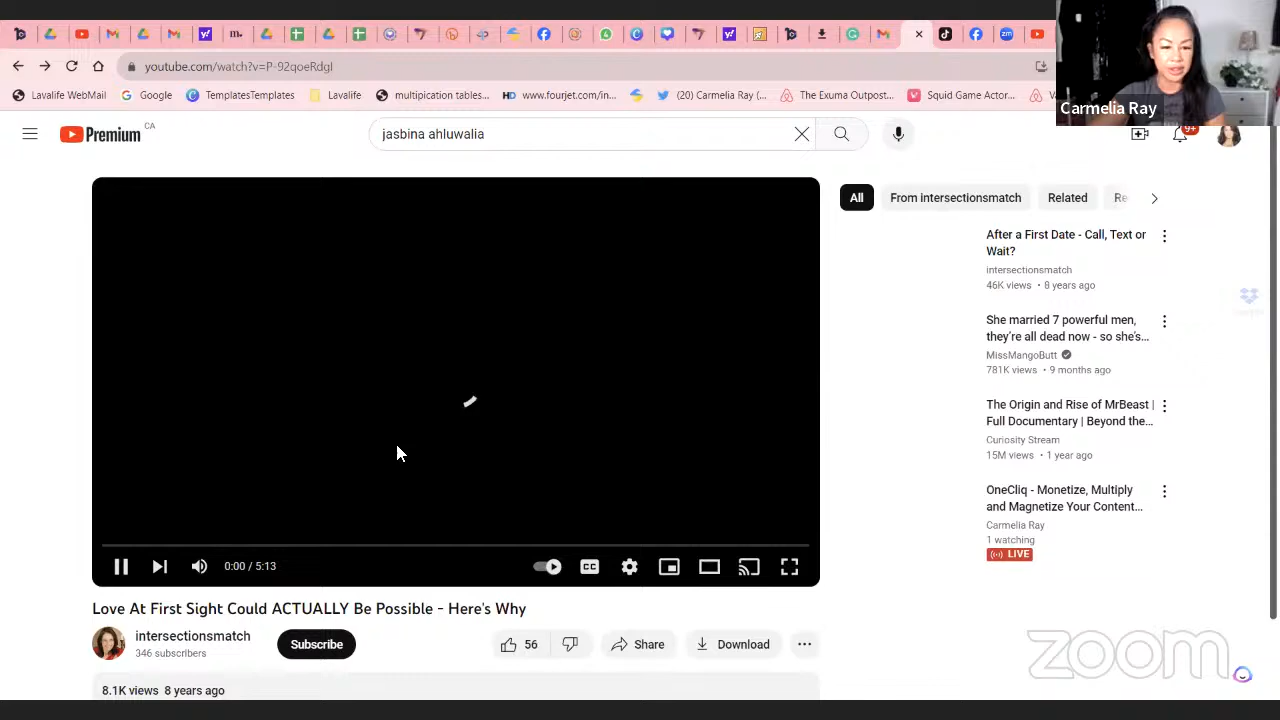 youtube.com/watch?v=P-92qoeRdgI
Lavalife WebMail
Google
TemplatesTemplates
Lavalife
multipication tabl...
HD
www.fourjet.com/in...
(20) Carmelia Ray (...
The Exuma Outpost...
Squid Game Actor...
Carmelia Ray
Premium
CA
jasbina ahluwalia
9+
All
From intersectionsmatch
Related
Re
After a First Date - Call, Text or
Wait?
intersectionsmatch
46K views • 8 years ago
She married 7 powerful men,
they're all dead now - so she's...
MissMangoButt
781K views • 9 months ago
The Origin and Rise of MrBeast |
Full Documentary | Beyond the...
Curiosity Stream
15M views • 1 year ago
OneCliq - Monetize, Multiply
and Magnetize Your Content...
Carmelia Ray
1 watching
LIVE
0:00 / 5:13
CC
Love At First Sight Could ACTUALLY Be Possible - Here's Why
intersectionsmatch
346 subscribers
Subscribe
56
Share
Download
8.1K views 8 years ago
zoom